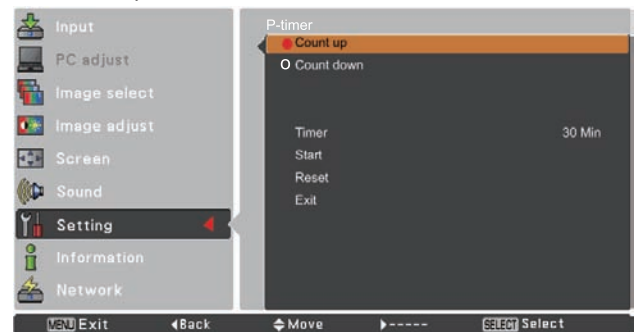 Input
PC adjust
Image select
Image adjust
Screen
Sound
Setting
Information
Network
P-timer
Count up
Count down
Timer 30 Min
Start
Reset
Exit
MENU Exit Back Move ----- SELECT Select